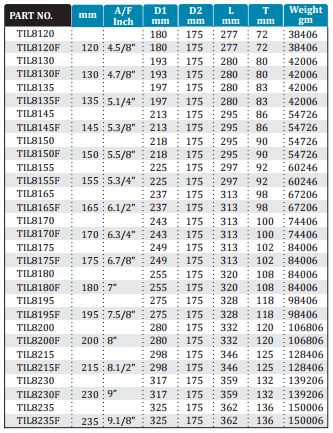 PART NO. mm A/F Inch D1 mm D2 mm L mm T mm Weight gm
TIL8120 180 175 277 72 38406
TIL8120F 120 4.5/8" 180 175 277 72 38406
TIL8130 193 175 280 80 42006
TIL8130F 130 4.7/8" 193 175 280 80 42006
TIL8135 197 175 280 83 42006
TIL8135F 135 5.1/4" 197 175 280 83 42006
TIL8145 213 175 295 86 54726
TIL8145F 145 5.3/8" 213 175 295 86 54726
TIL8150 218 175 295 90 54726
TIL8150F 150 5.5/8" 218 175 295 90 54726
TIL8155 225 175 297 92 60246
TIL8155F 155 5.3/4" 225 175 297 92 60246
TIL8165 237 175 313 98 67206
TIL8165F 165 6.1/2" 237 175 313 98 67206
TIL8170 243 175 313 100 74406
TIL8170F 170 6.3/4" 243 175 313 100 74406
TIL8175 249 175 313 102 84006
TIL8175F 175 6.7/8" 249 175 313 102 84006
TIL8180 255 175 320 108 84006
TIL8180F 180 7" 255 175 320 108 84006
TIL8195 275 175 328 118 98406
TIL8195F 195 7.5/8" 275 175 328 118 98406
TIL8200 280 175 332 120 106806
TIL8200F 200 8" 280 175 332 120 106806
TIL8215 298 175 346 125 128406
TIL8215F 215 8.1/2" 298 175 346 125 128406
TIL8230 317 175 359 132 139206
TIL8230F 230 9" 317 175 359 132 139206
TIL8235 325 175 362 136 150006
TIL8235F 235 9.1/8" 325 175 362 136 150006